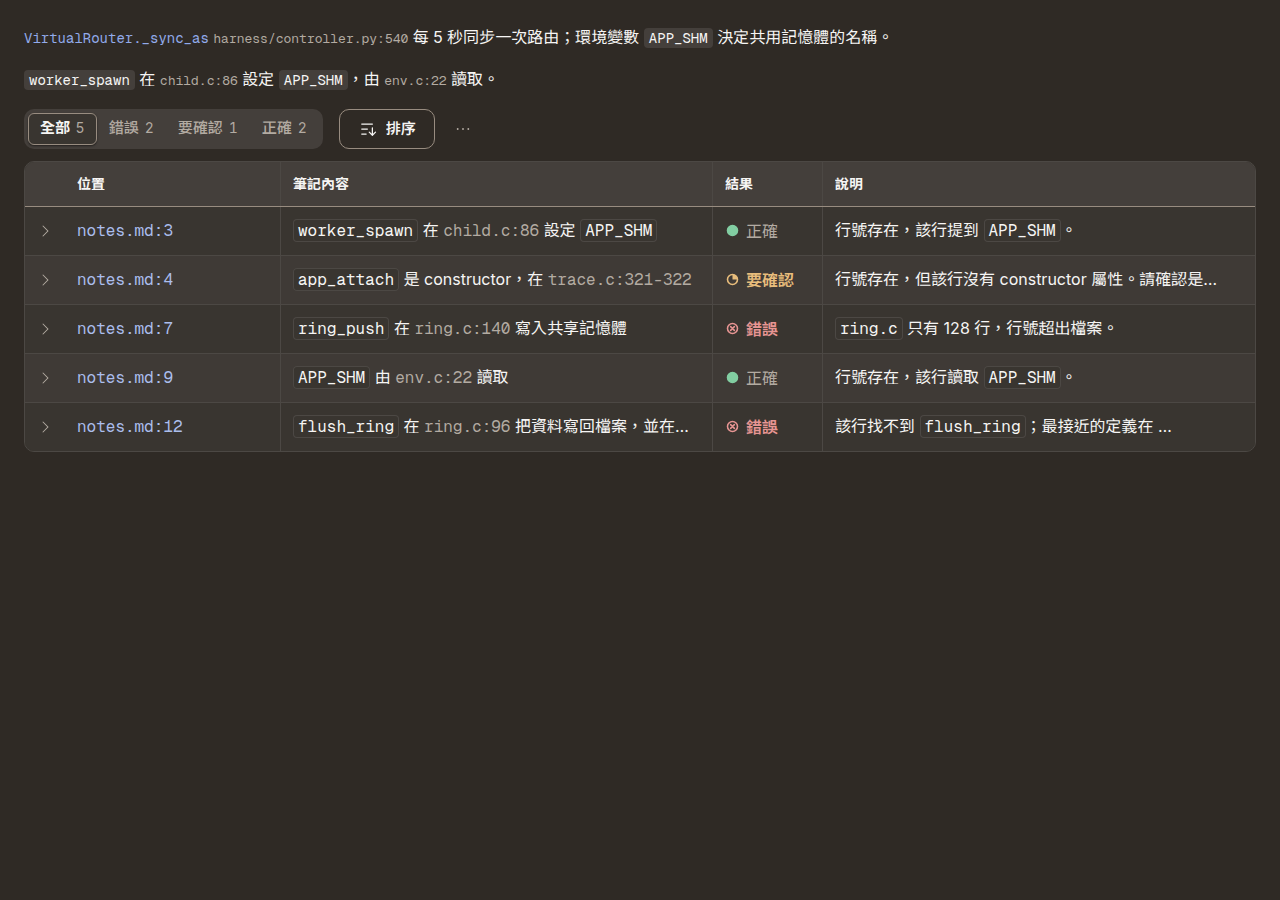 VirtualRouter._sync_as harness/controller.py:540 每 5 秒同步一次路由；環境變數 APP_SHM 決定共用記憶體的名稱。
worker_spawn 在 child.c:86 設定 APP_SHM，由 env.c:22 讀取。
全部 5 錯誤 2 要確認 1 正確 2 排序 ···
位置 筆記內容 結果 說明
notes.md:3 worker_spawn 在 child.c:86 設定 APP_SHM 正確 行號存在，該行提到 APP_SHM。
notes.md:4 app_attach 是 constructor，在 trace.c:321-322 要確認 行號存在，但該行沒有 constructor 屬性。請確認是...
notes.md:7 ring_push 在 ring.c:140 寫入共享記憶體 錯誤 ring.c 只有 128 行，行號超出檔案。
notes.md:9 APP_SHM 由 env.c:22 讀取 正確 行號存在，該行讀取 APP_SHM。
notes.md:12 flush_ring 在 ring.c:96 把資料寫回檔案，並在... 錯誤 該行找不到 flush_ring；最接近的定義在 ...